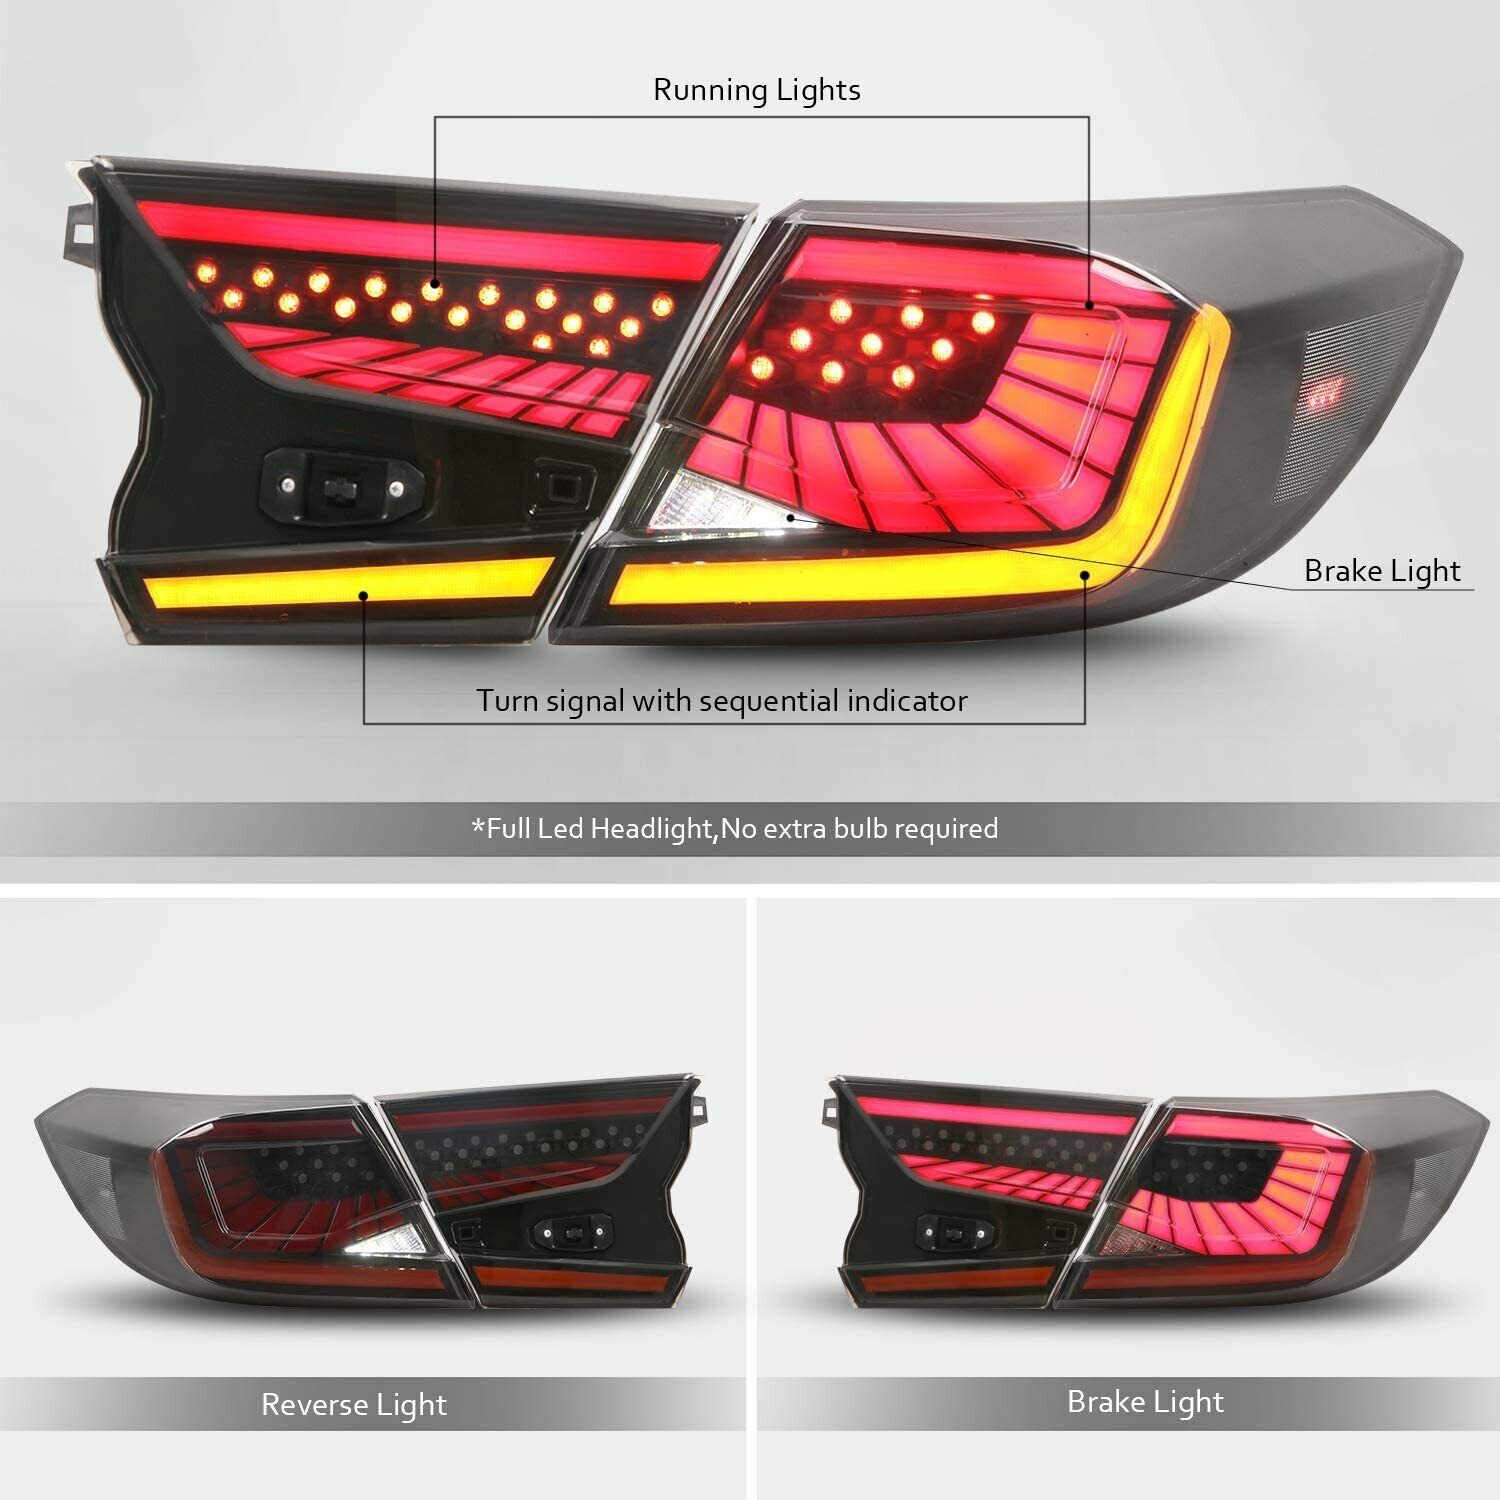 Running Lights
Brake Light
Turn signal with sequential indicator
*Full Led Headlight,No extra bulb required
Reverse Light
Brake Light